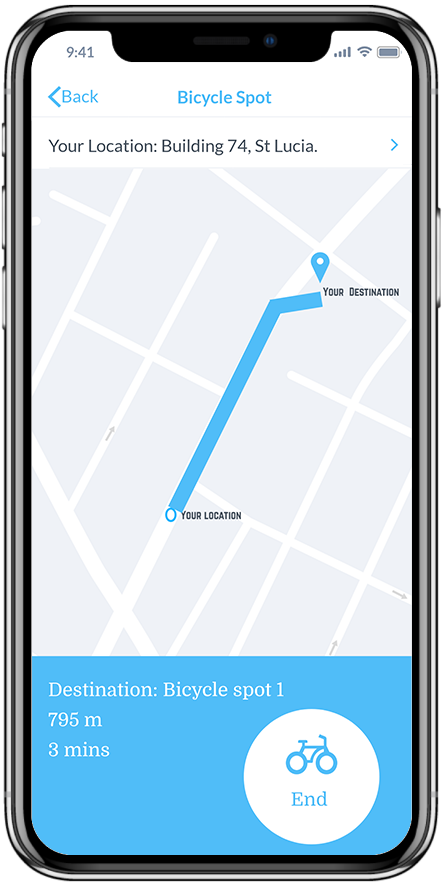 9:41
Back
Bicycle Spot
Your Location: Building 74, St Lucia.
YOUR DESTINATION
YOUR LOCATION
Destination: Bicycle spot 1
795 m
3 mins
End